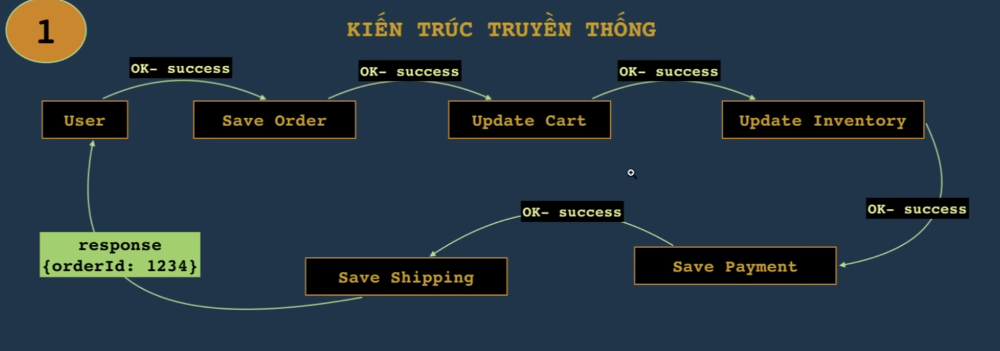 1
KIẾN TRÚC TRUYỀN THỐNG
OK- success
OK- success
OK- success
User
Save Order
Update Cart
Update Inventory
OK- success
OK- success
response
{orderId: 1234}
Save Shipping
Save Payment